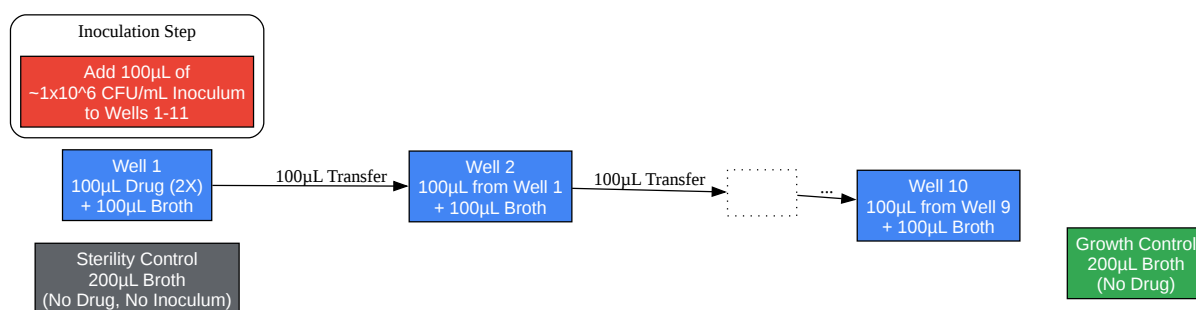 Inoculation Step
Add 100µL of
~1x10^6 CFU/mL Inoculum
to Wells 1-11
Well 1
100µL Drug (2X)
+ 100µL Broth
100µL Transfer
Well 2
100µL from Well 1
+ 100µL Broth
100µL Transfer
...
Well 10
100µL from Well 9
+ 100µL Broth
Sterility Control
200µL Broth
(No Drug, No Inoculum)
Growth Control
200µL Broth
(No Drug)